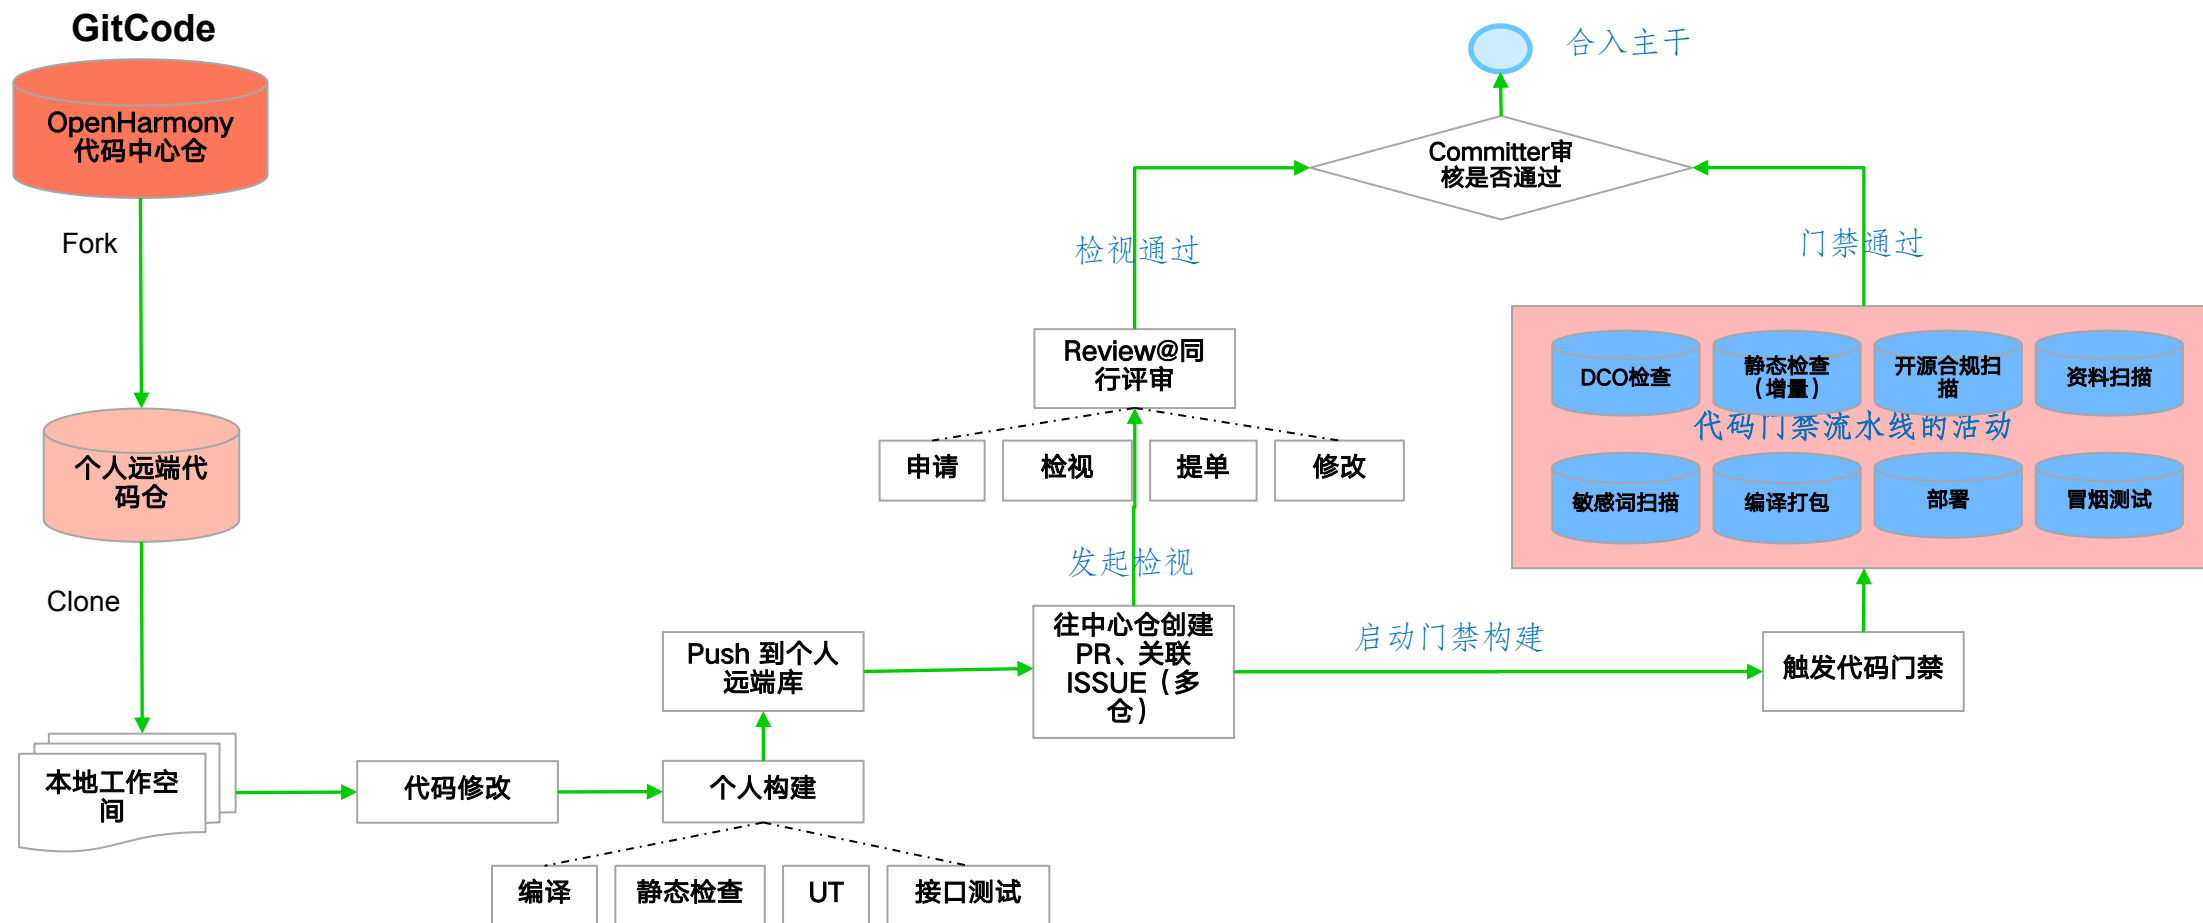 GitCode
OpenHarmony
代码中心仓
Fork
个人远端代
码仓
Clone
本地工作空
间
代码修改
个人构建
编译
静态检查
UT
接口测试
Push 到个人
远端库
往中心仓创建
PR、关联
ISSUE（多
仓）
发起检视
Review@同
行评审
申请
检视
提单
修改
检视通过
启动门禁构建
触发代码门禁
DCO检查
静态检查
（增量）
开源合规扫
描
资料扫描
代码门禁流水线的活动
敏感词扫描
编译打包
部署
冒烟测试
门禁通过
Committer审
核是否通过
合入主干